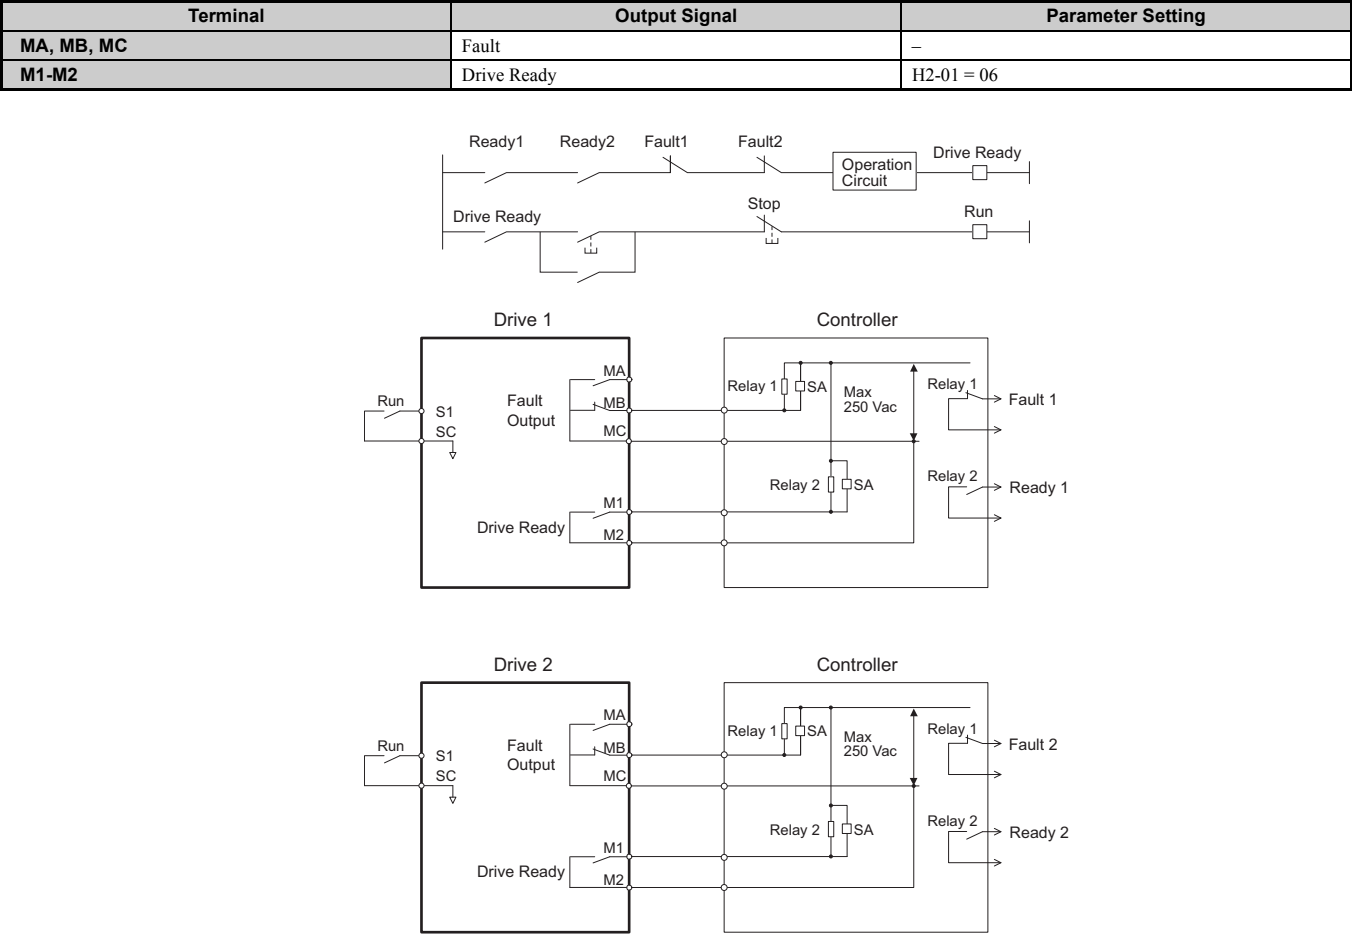 Terminal Output Signal Parameter Setting
MA, MB, MC Fault –
M1-M2 Drive Ready H2-01 = 06
Ready1 Ready2 Fault1 Fault2
Operation
Circuit
Drive Ready
Drive Ready
Stop
Run
Drive 1
Controller
Run
S1
SC
Fault
Output
MA
MB
MC
Drive Ready
M1
M2
Relay 1
SA
Max
250 Vac
Relay 2
SA
Relay 1
Fault 1
Relay 2
Ready 1
Drive 2
Controller
Run
S1
SC
Fault
Output
MA
MB
MC
Drive Ready
M1
M2
Relay 1
SA
Max
250 Vac
Relay 2
SA
Relay 1
Fault 2
Relay 2
Ready 2